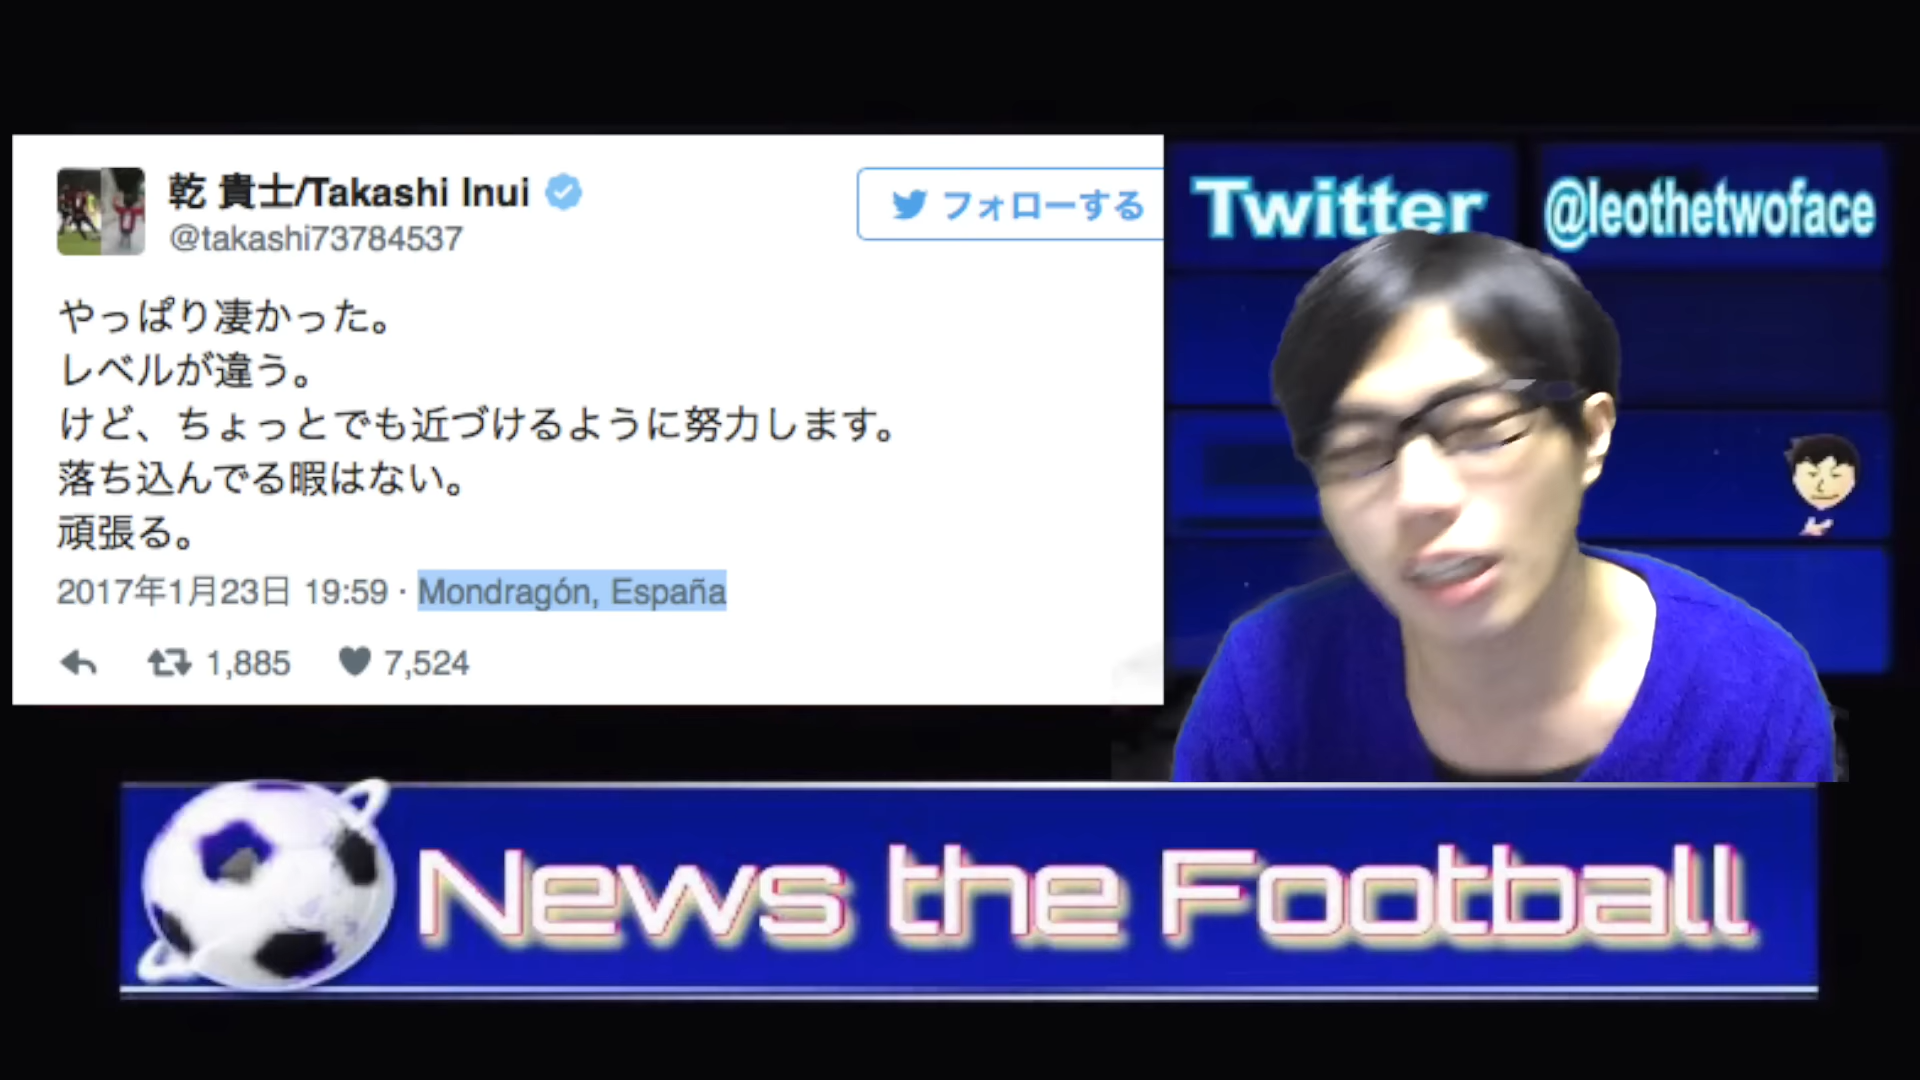 乾 貴士/Takashi Inui
@takashi73784537
フォローする
やっぱり凄かった。
レベルが違う。
けど、ちょっとでも近づけるように努力します。
落ち込んでる暇はない。
頑張る。
2017年1月23日 19:59 · Mondragón, España
1,885 7,524
Twitter @leothetwoface
News the Football